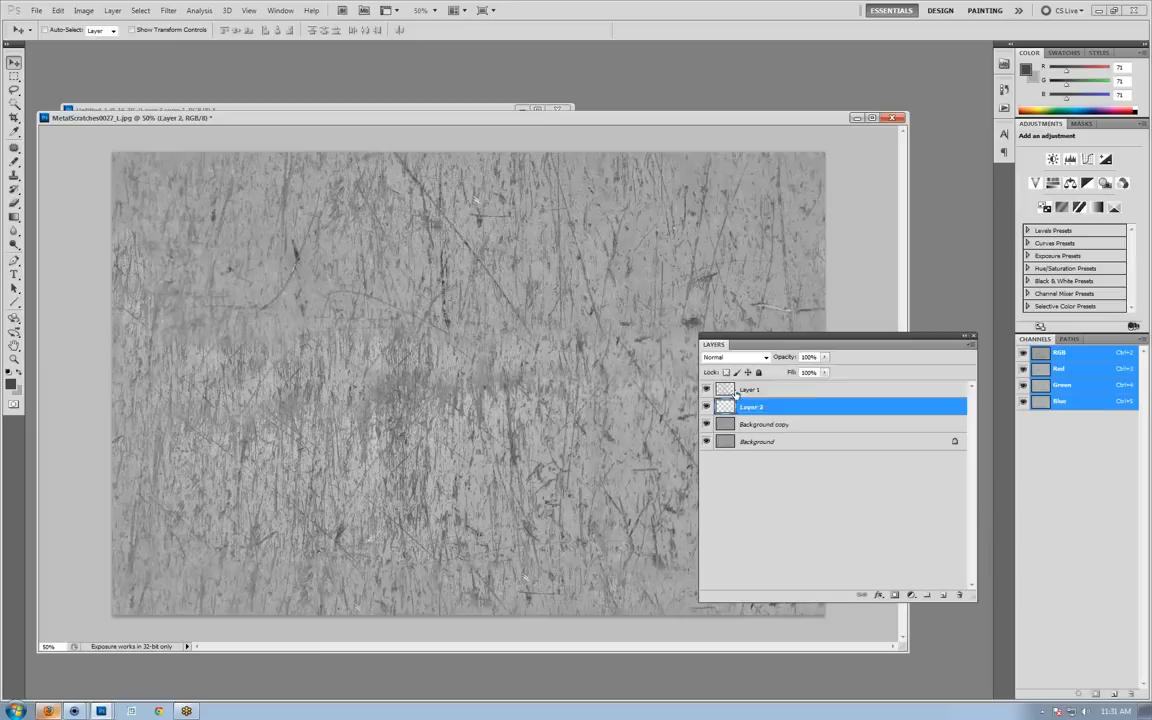 Ps File Edit Image Layer Select Filter Analysis 3D View Window Help 50% ESSENTIALS DESIGN PAINTING CS Live
Auto-Select: Layer Show Transform Controls
COLOR SWATCHES STYLES
R 71
G 71
B 71
MetalScratches0027_L.jpg @ 50% (Layer 2, RGB/8) *
ADJUSTMENTS MASKS
Add an adjustment
Levels Presets
Curves Presets
Exposure Presets
Hue/Saturation Presets
Black & White Presets
Channel Mixer Presets
Selective Color Presets
CHANNELS PATHS
RGB Ctrl+2
Red Ctrl+3
Green Ctrl+4
Blue Ctrl+5
LAYERS
Normal Opacity: 100%
Lock: Fill: 100%
Layer 1
Layer 2
Background copy
Background
fx
50% Exposure works in 32-bit only
Ps 11:31 AM